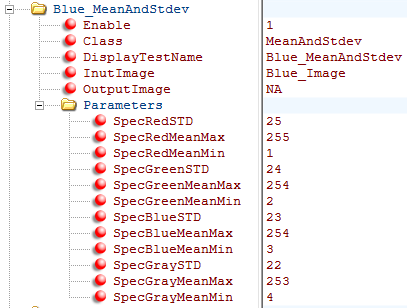 Blue_MeanAndStdev
Enable 1
Class MeanAndStdev
DisplayTestName Blue_MeanAndStdev
InutImage Blue_Image
OutputImage NA
Parameters
SpecRedSTD 25
SpecRedMeanMax 255
SpecRedMeanMin 1
SpecGreenSTD 24
SpecGreenMeanMax 254
SpecGreenMeanMin 2
SpecBlueSTD 23
SpecBlueMeanMax 254
SpecBlueMeanMin 3
SpecGraySTD 22
SpecGrayMeanMax 253
SpecGrayMeanMin 4